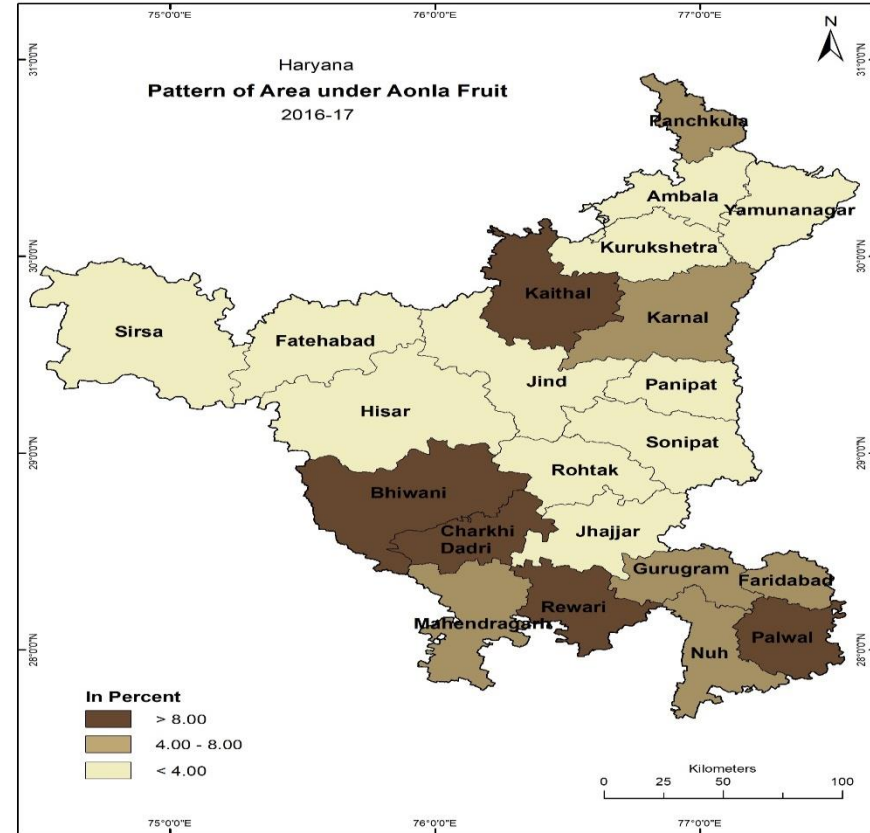 75°0'0"E 76°0'0"E 77°0'0"E
N
31°0'0"N 31°0'0"N
Haryana
Pattern of Area under Aonla Fruit
2016-17
Panchkula
Ambala
Yamunanagar
Kurukshetra
30°0'0"N 30°0'0"N
Kaithal
Karnal
Sirsa
Fatehabad
Jind
Panipat
Hisar
Sonipat
29°0'0"N 29°0'0"N
Rohtak
Bhiwani
Charkhi
Dadri
Jhajjar
Gurugram
Faridabad
Rewari
Mahendragarh
Palwal
Nuh
28°0'0"N 28°0'0"N
In Percent
> 8.00
4.00 - 8.00
< 4.00
Kilometers
0 25 50 100
75°0'0"E 76°0'0"E 77°0'0"E